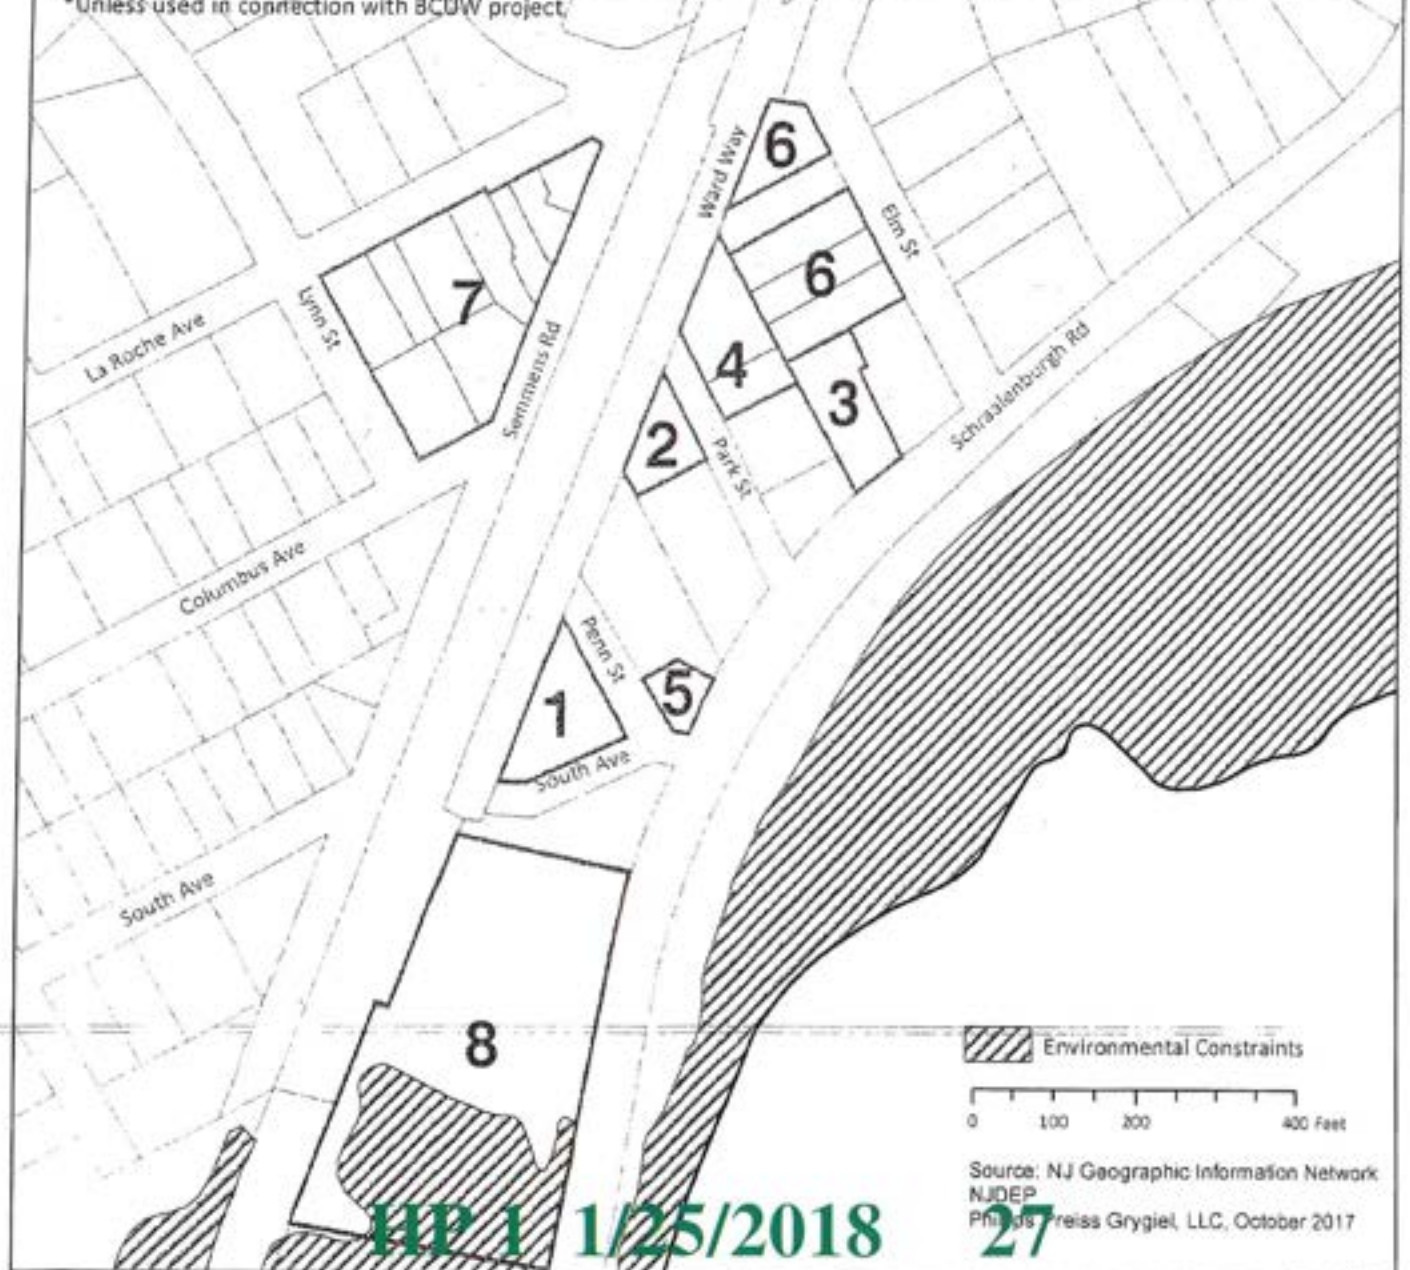 *Unless used in connection with BCUW project.
6
Ward Way
Elm St
6
7
Lynn St
La Roche Ave
Semmens Rd
4
3
Schraalenburgh Rd
2
Park St
Columbus Ave
Penn St
5
1
South Ave
South Ave
8
Environmental Constraints
0 100 200 400 Feet
Source: NJ Geographic Information Network
NJDEP
Phillips Preiss Grygiel, LLC, October 2017
HP 1 1/25/2018 27